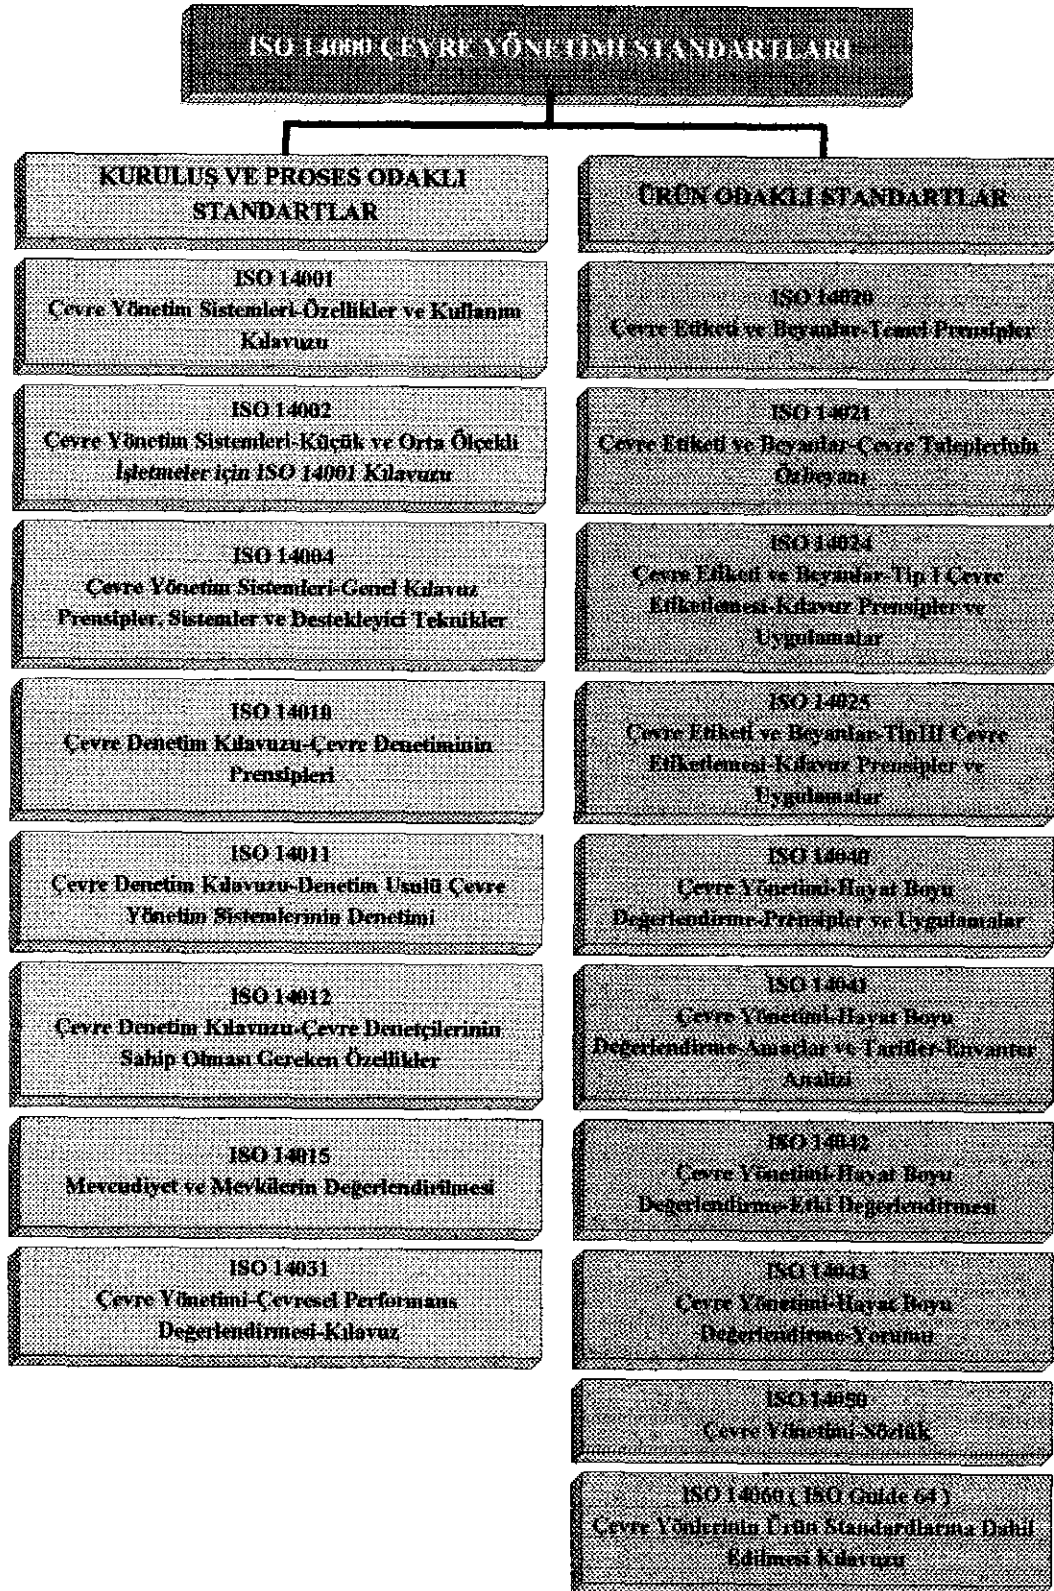 ISO 14000 ÇEVRE YÖNETİMİ STANDARTLARI
KURULUŞ VE PROSES ODAKLI
STANDARTLAR
ISO 14001
Çevre Yönetim Sistemleri-Özellikler ve Kullanım
Kılavuzu
ISO 14002
Çevre Yönetim Sistemleri-Küçük ve Orta Ölçekli
İşletmeler için ISO 14001 Kılavuzu
ISO 14004
Çevre Yönetim Sistemleri-Genel Kılavuz
Prensipler, Sistemler ve Destekleyici Teknikler
ISO 14010
Çevre Denetim Kılavuzu-Çevre Denetiminin
Prensipleri
ISO 14011
Çevre Denetim Kılavuzu-Denetim Usulü Çevre
Yönetim Sistemlerinin Denetimi
ISO 14012
Çevre Denetim Kılavuzu-Çevre Denetçilerinin
Sahip Olması Gereken Özellikler
ISO 14015
Mevcudiyet ve Mevkilerin Değerlendirilmesi
ISO 14031
Çevre Yönetimi-Çevresel Performans
Değerlendirmesi-Kılavuz
ÜRÜN ODAKLI STANDARTLAR
ISO 14020
Çevre Etiketi ve Beyanlar-Temel Prensipler
ISO 14021
Çevre Etiketi ve Beyanlar-Çevre Taleplerinin
Özbeyanı
ISO 14024
Çevre Etiketi ve Beyanlar-Tip I Çevre
Etiketlemesi-Kılavuz Prensipler ve
Uygulamalar
ISO 14025
Çevre Etiketi ve Beyanlar-TipIII Çevre
Etiketlemesi-Kılavuz Prensipler ve
Uygulamalar
ISO 14040
Çevre Yönetimi-Hayat Boyu
Değerlendirme-Prensipler ve Uygulamalar
ISO 14041
Çevre Yönetimi-Hayat Boyu
Değerlendirme-Amaçlar ve Tarifler-Envanter
Analizi
ISO 14042
Çevre Yönetimi-Hayat Boyu
Değerlendirme-Etki Değerlendirmesi
ISO 14043
Çevre Yönetimi-Hayat Boyu
Değerlendirme-Yorumu
ISO 14050
Çevre Yönetimi-Sözlük
ISO 14060 ( ISO Guide 64 )
Çevre Yönlerinin Ürün Standardlarına Dahil
Edilmesi Kılavuzu